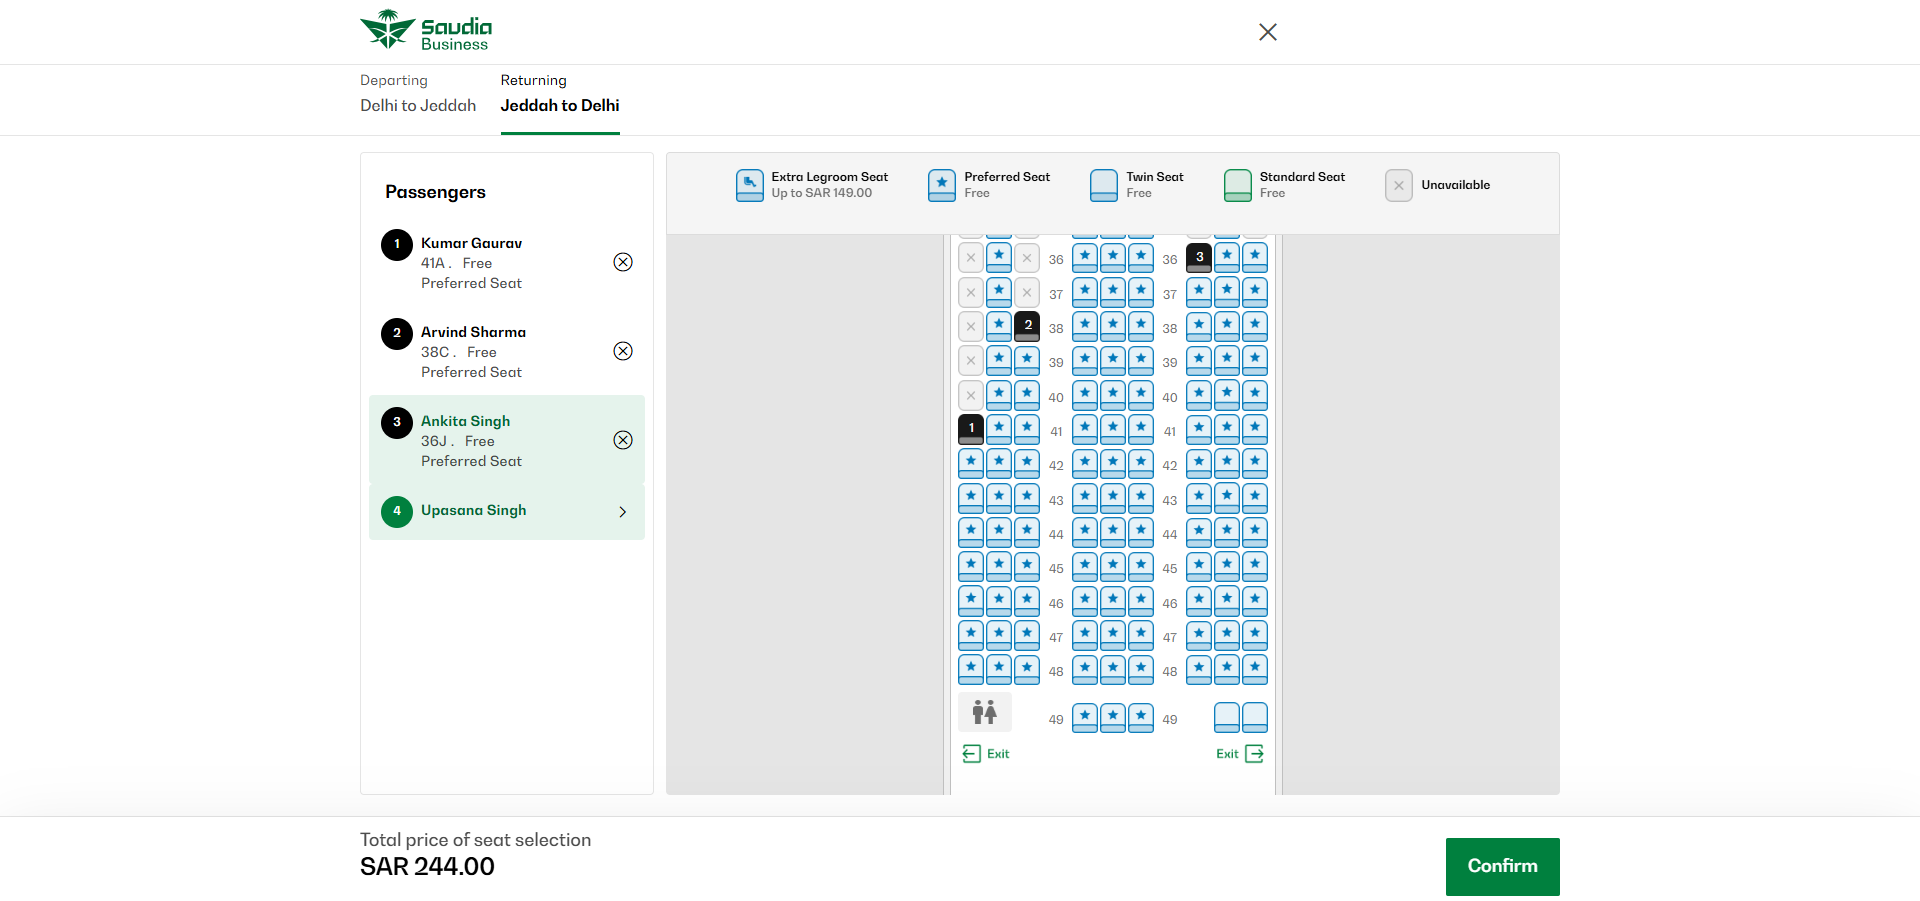 Saudia
Business
Departing
Delhi to Jeddah
Returning
Jeddah to Delhi
Passengers
1
Kumar Gaurav
41A . Free
Preferred Seat
2
Arvind Sharma
38C . Free
Preferred Seat
3
Ankita Singh
36J . Free
Preferred Seat
4
Upasana Singh
Extra Legroom Seat
Up to SAR 149.00
Preferred Seat
Free
Twin Seat
Free
Standard Seat
Free
Unavailable
36 36 3
37 37
2 38 38
39 39
40 40
1 41 41
42 42
43 43
44 44
45 45
46 46
47 47
48 48
49 49
Exit Exit
Total price of seat selection
SAR 244.00
Confirm